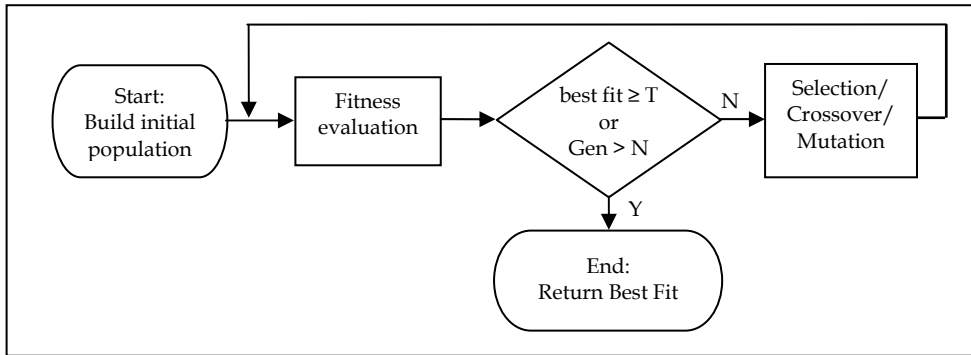 Start:
Build initial
population
Fitness
evaluation
best fit ≥ T
or
Gen > N
N
Selection/
Crossover/
Mutation
Y
End:
Return Best Fit